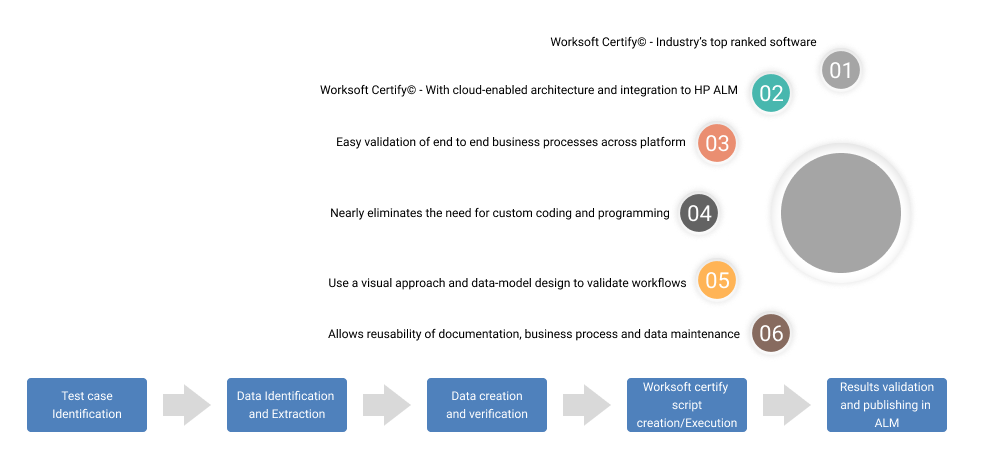 Worksoft Certify© - Industry's top ranked software
01
Worksoft Certify© - With cloud-enabled architecture and integration to HP ALM
02
Easy validation of end to end business processes across platform
03
Nearly eliminates the need for custom coding and programming
04
Use a visual approach and data-model design to validate workflows
05
Allows reusability of documentation, business process and data maintenance
06
Test case
Identification
Data Identification
and Extraction
Data creation
and verification
Worksoft certify
script
creation/Execution
Results validation
and publishing in
ALM